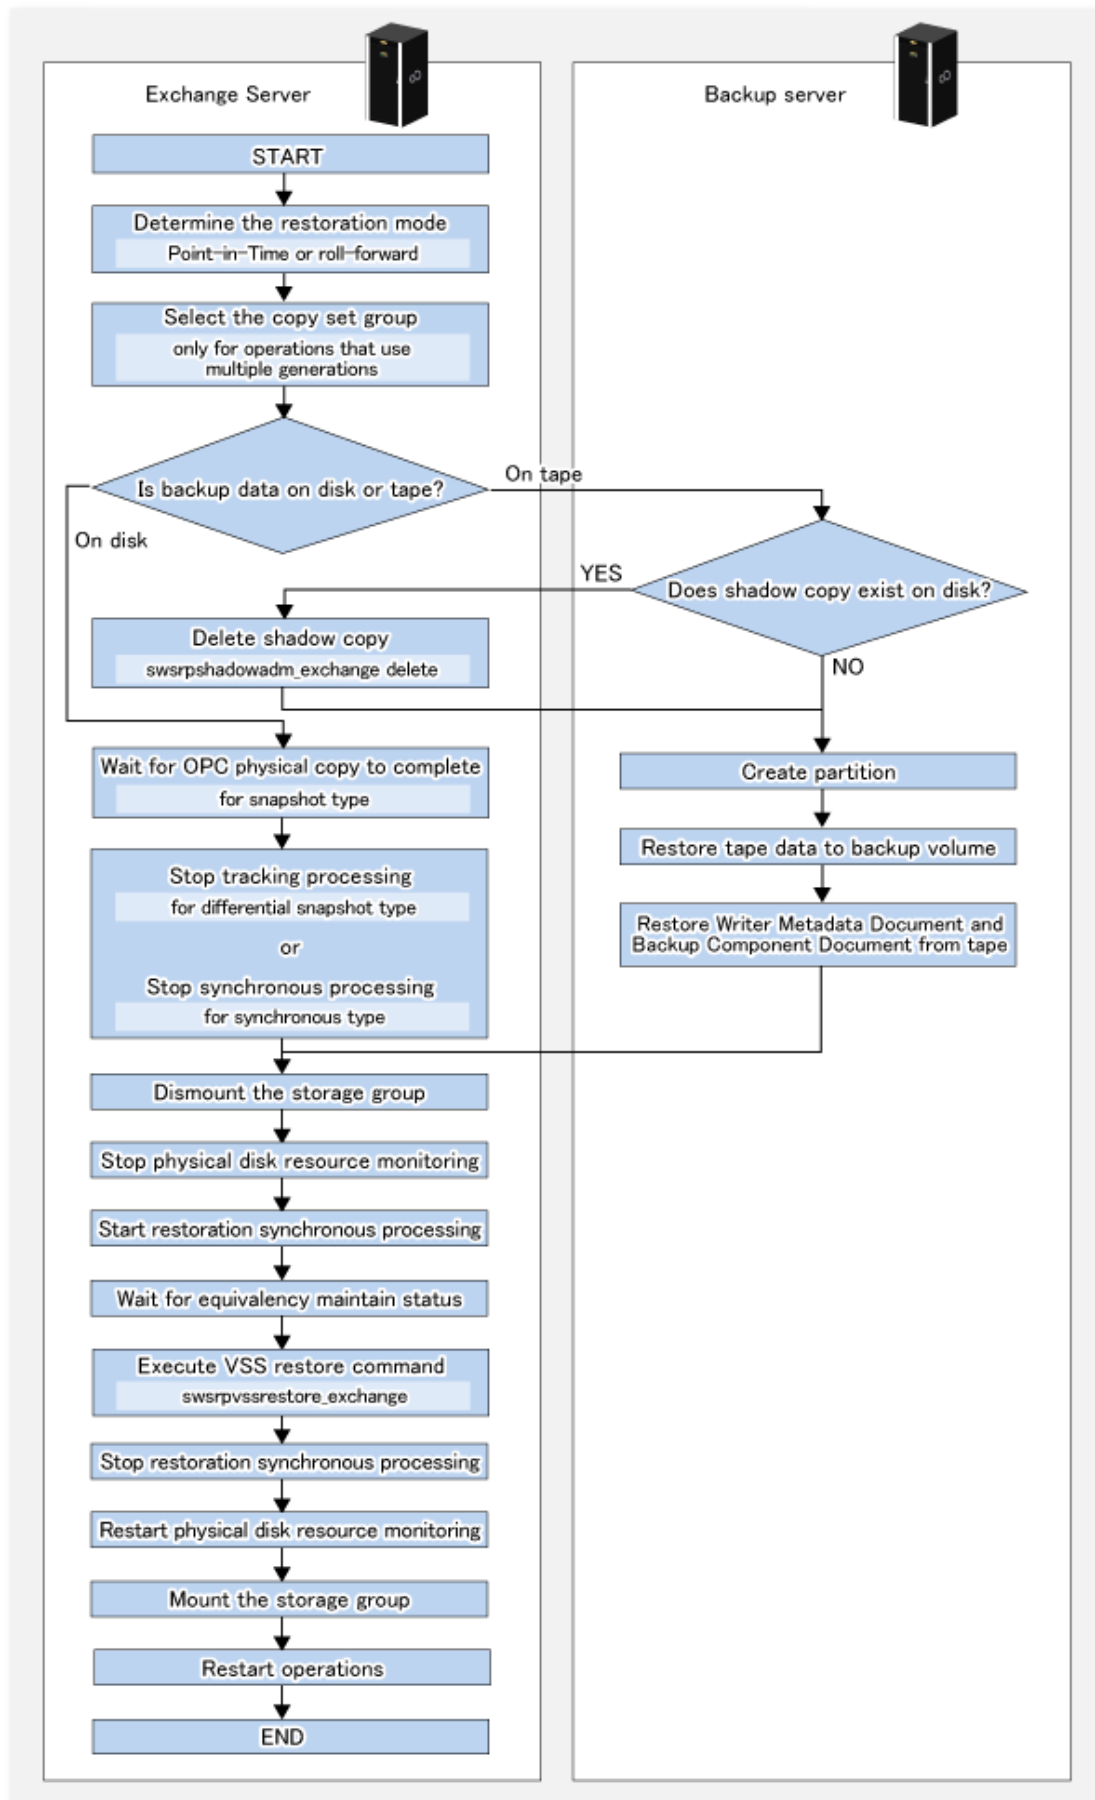 Exchange Server
Backup server
START
Determine the restoration mode
Point-in-Time or roll-forward
Select the copy set group
only for operations that use
multiple generations
Is backup data on disk or tape?
On tape
On disk
Does shadow copy exist on disk?
YES
NO
Delete shadow copy
swsrpshadowadm_exchange delete
Wait for OPC physical copy to complete
for snapshot type
Create partition
Stop tracking processing
for differential snapshot type
or
Stop synchronous processing
for synchronous type
Restore tape data to backup volume
Restore Writer Metadata Document and
Backup Component Document from tape
Dismount the storage group
Stop physical disk resource monitoring
Start restoration synchronous processing
Wait for equivalency maintain status
Execute VSS restore command
swsrpvssrestore_exchange
Stop restoration synchronous processing
Restart physical disk resource monitoring
Mount the storage group
Restart operations
END